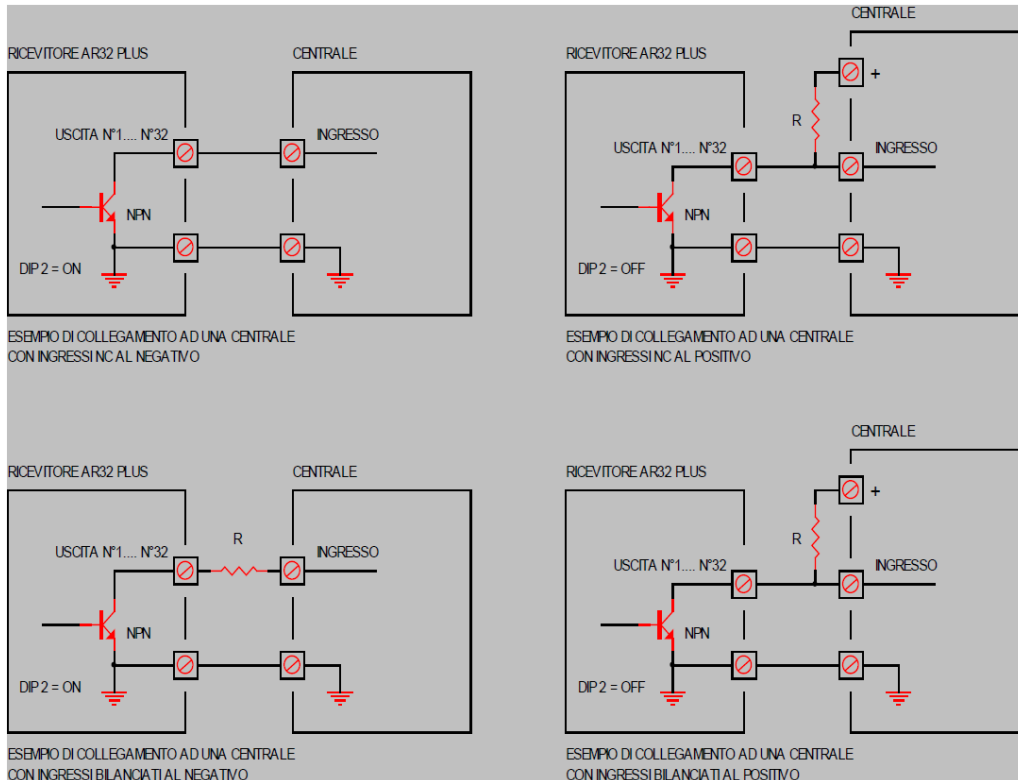 RICEVITORE AR32 PLUS
CENTRALE
USCITA N°1.... N°32
INGRESSO
NPN
DIP 2 = ON
ESEMPIO DI COLLEGAMENTO AD UNA CENTRALE
CON INGRESSI NC AL NEGATIVO
CENTRALE
RICEVITORE AR32 PLUS
+
R
USCITA N°1.... N°32
INGRESSO
NPN
DIP 2 = OFF
ESEMPIO DI COLLEGAMENTO AD UNA CENTRALE
CON INGRESSI NC AL POSITIVO
RICEVITORE AR32 PLUS
CENTRALE
R
USCITA N°1.... N°32
INGRESSO
NPN
DIP 2 = ON
ESEMPIO DI COLLEGAMENTO AD UNA CENTRALE
CON INGRESSI BILANCIATI AL NEGATIVO
CENTRALE
RICEVITORE AR32 PLUS
+
R
USCITA N°1.... N°32
INGRESSO
NPN
DIP 2 = OFF
ESEMPIO DI COLLEGAMENTO AD UNA CENTRALE
CON INGRESSI BILANCIATI AL POSITIVO